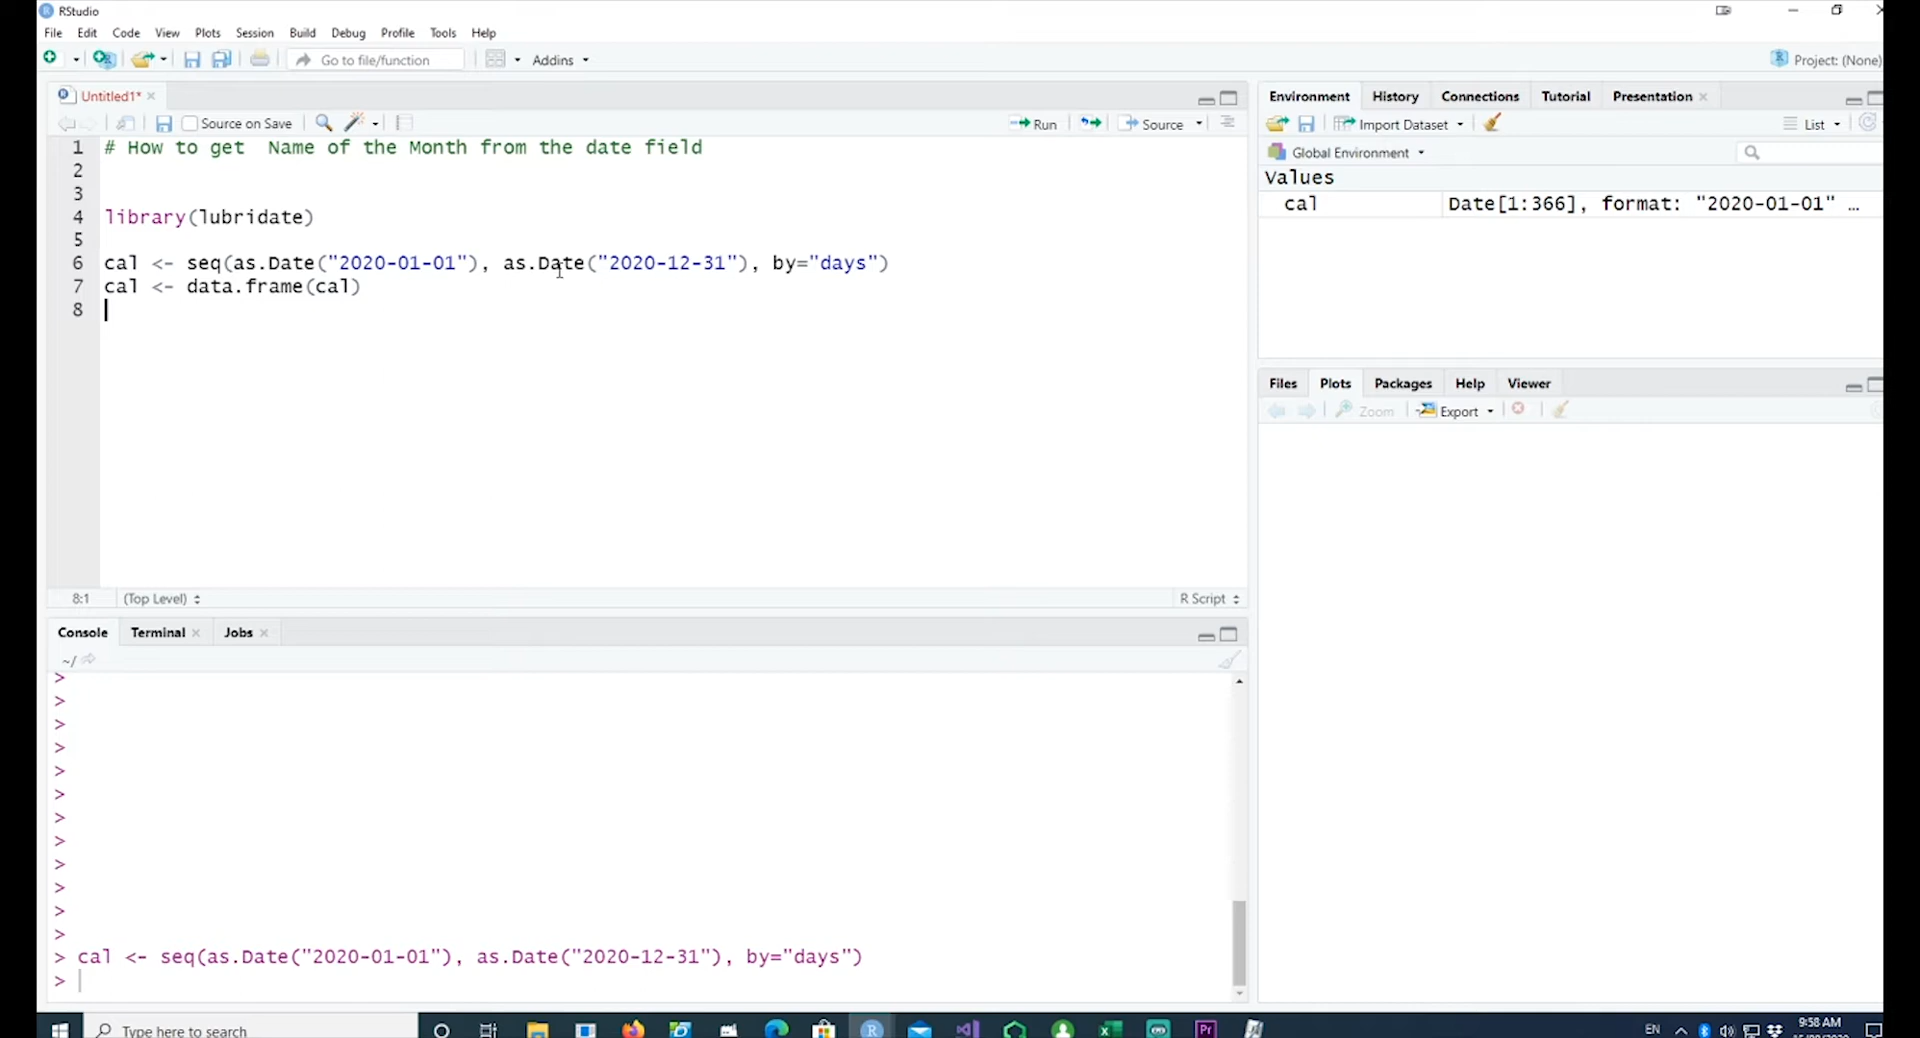 RStudio
File Edit Code View Plots Session Build Debug Profile Tools Help
Go to file/function Addins Project: (None)
Untitled1*
Source on Save Run Source
1 # How to get  Name of the Month from the date field
2
3
4 library(lubridate)
5
6 cal <- seq(as.Date("2020-01-01"), as.Date("2020-12-31"), by="days")
7 cal <- data.frame(cal)
8
8:1 (Top Level) R Script
Console Terminal Jobs
~/
>
>
>
>
>
>
>
>
>
>
>
>
> cal <- seq(as.Date("2020-01-01"), as.Date("2020-12-31"), by="days")
>
Environment History Connections Tutorial Presentation
Import Dataset List
Global Environment
Values
cal Date[1:366], format: "2020-01-01" …
Files Plots Packages Help Viewer
Zoom Export
Type here to search
EN 9:58 AM